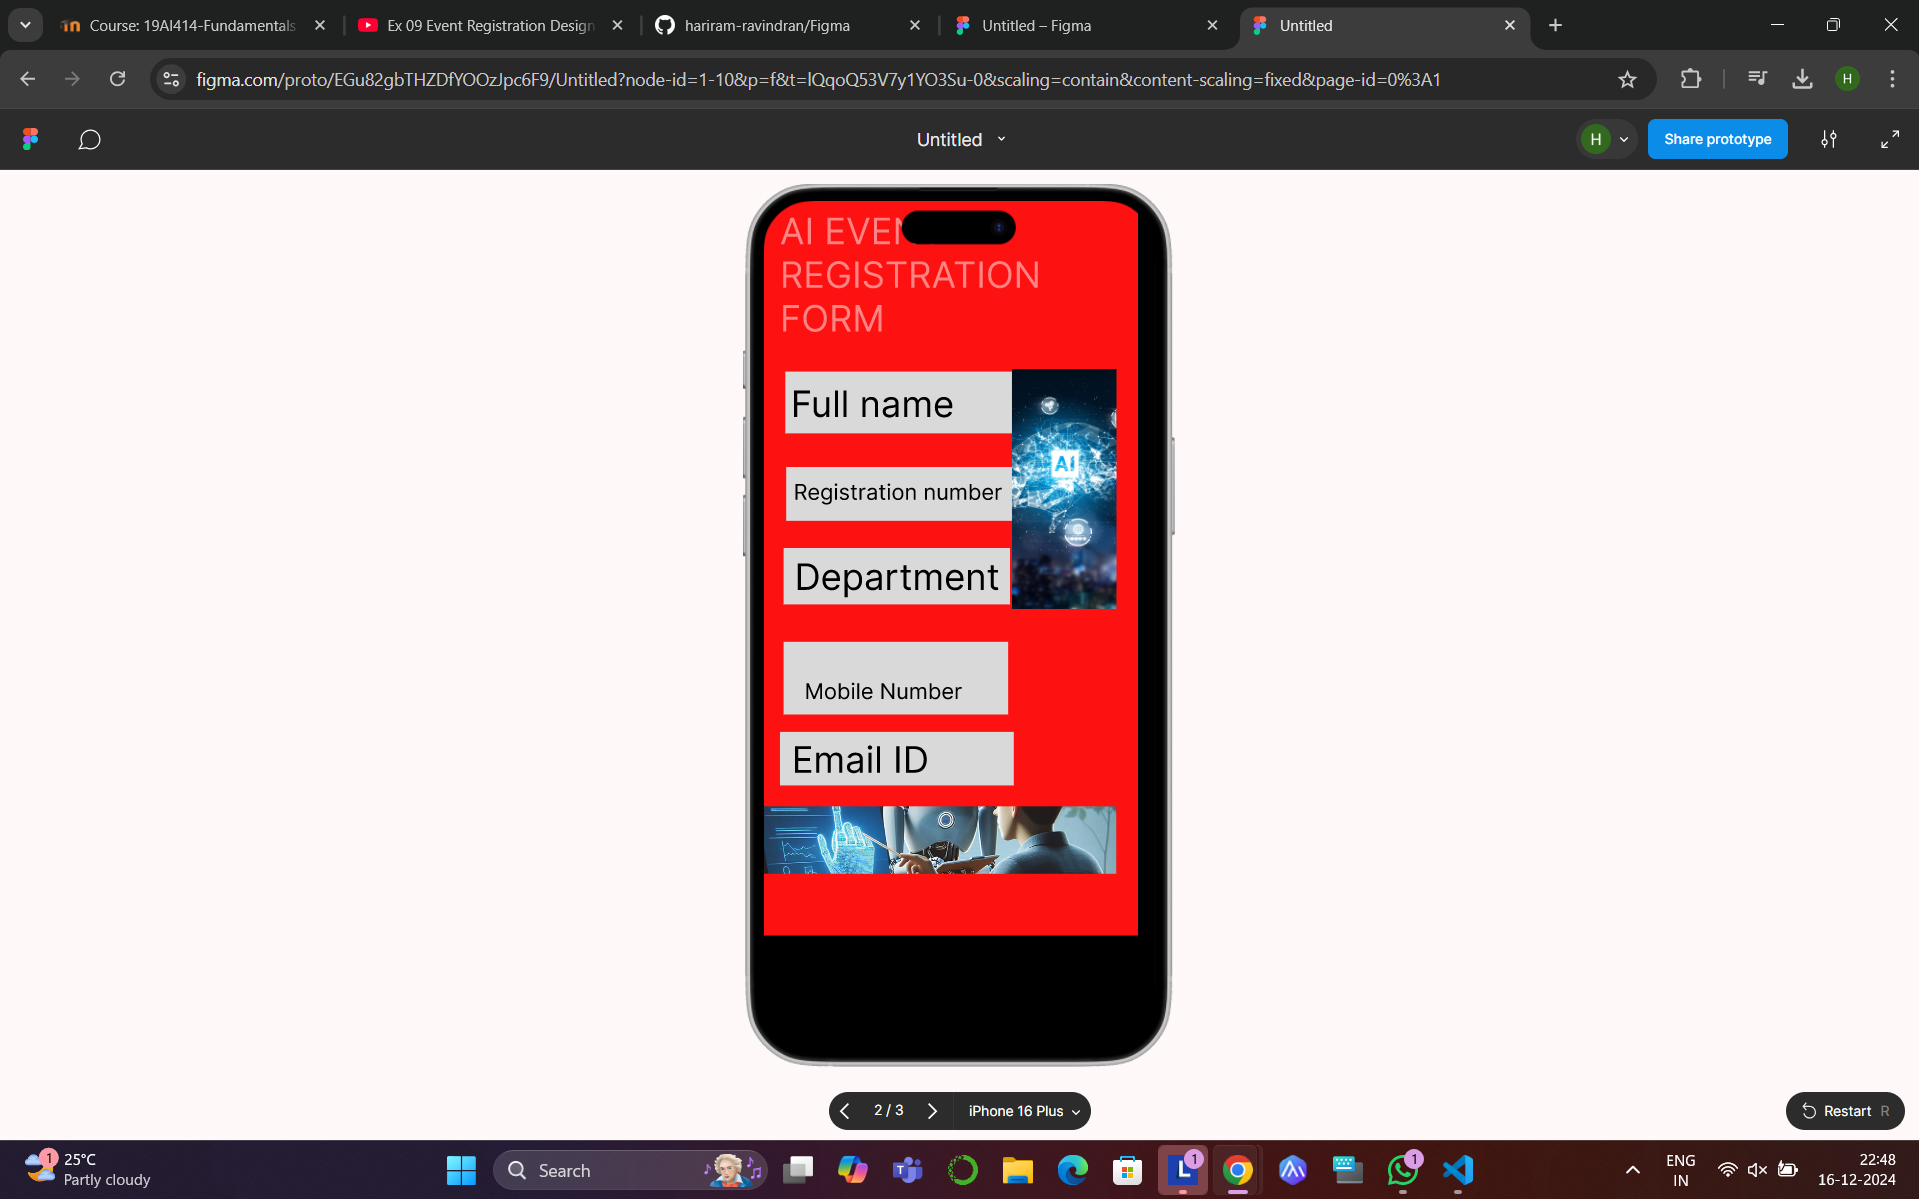 Course: 19AI414-Fundamentals
Ex 09 Event Registration Design
hariram-ravindran/Figma
Untitled – Figma
Untitled
figma.com/proto/EGu82gbTHZDfYOOzJpc6F9/Untitled?node-id=1-10&p=f&t=lQqoQ53V7y1YO3Su-0&scaling=contain&content-scaling=fixed&page-id=0%3A1
H
Untitled
H
Share prototype
AI EVEN
REGISTRATION
FORM
Full name
AI
Registration number
Department
Mobile Number
Email ID
2 / 3
iPhone 16 Plus
Restart R
1
25°C
Partly cloudy
Search
T
L
1
1
ENG
IN
22:48
16-12-2024